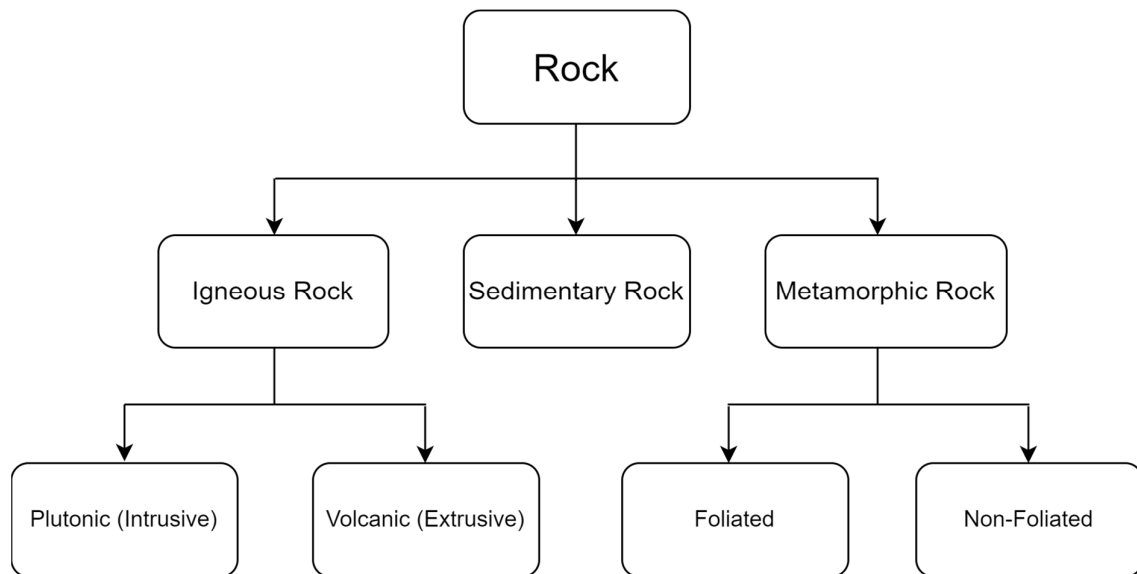 Rock
Igneous Rock
Sedimentary Rock
Metamorphic Rock
Plutonic (Intrusive)
Volcanic (Extrusive)
Foliated
Non-Foliated